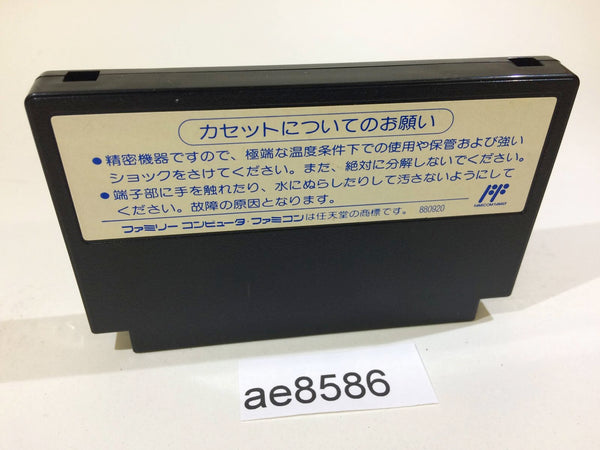 カセットについてのお願い
●精密機器ですので、極端な温度条件下での使用や保管および強い
ショックをさけてください。また、絶対に分解しないでください。
●端子部に手を触れたり、水にぬらしたりして汚さないようにして
ください。故障の原因となります。
ファミリーコンピュータ・ファミコンは任天堂の商標です。 880920
ae8586